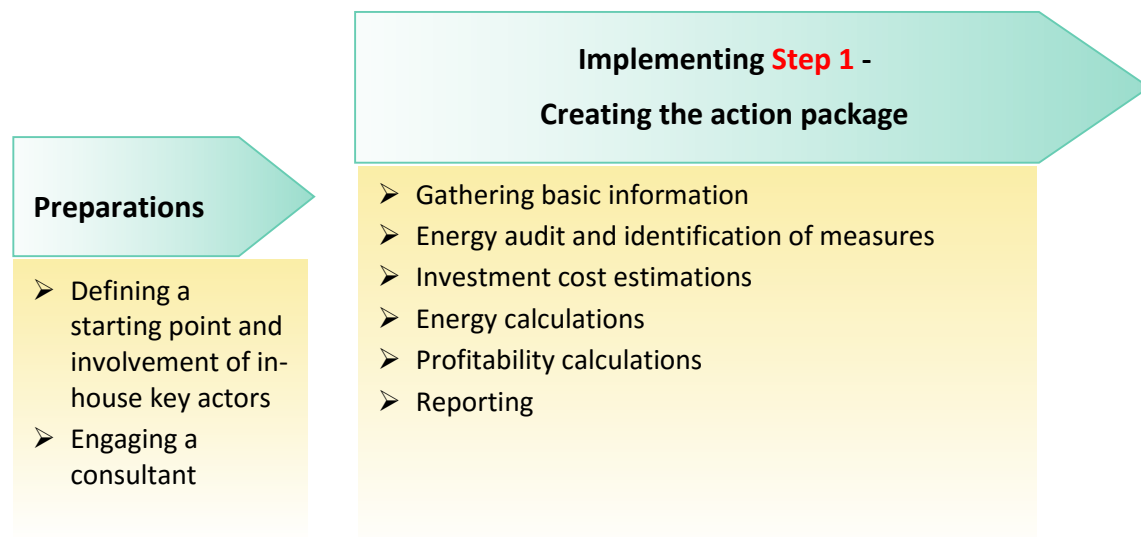 Preparations
➢ Defining a
starting point and
involvement of in-
house key actors
➢ Engaging a
consultant
Implementing Step 1 -
Creating the action package
➢ Gathering basic information
➢ Energy audit and identification of measures
➢ Investment cost estimations
➢ Energy calculations
➢ Profitability calculations
➢ Reporting